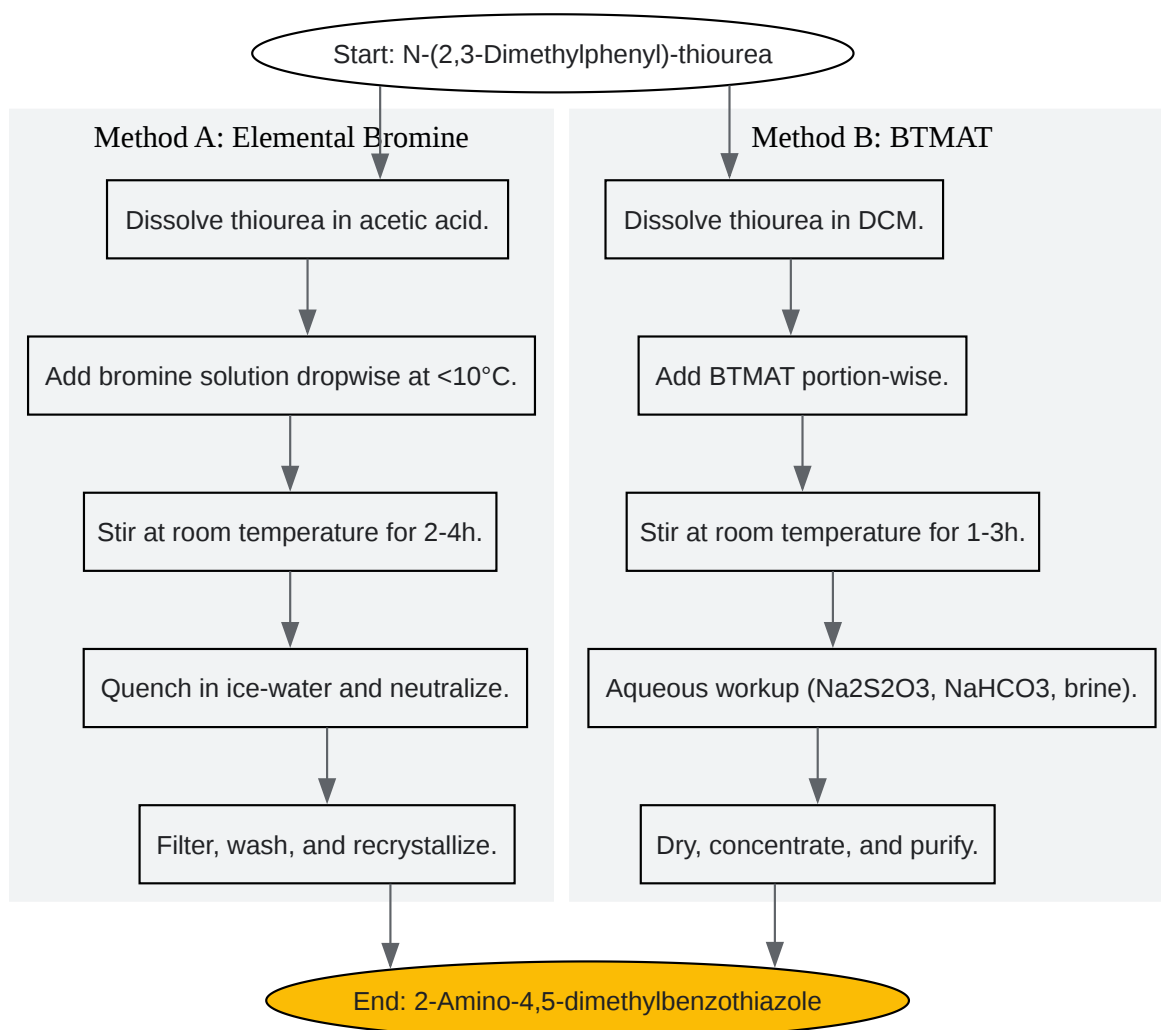 Start: N-(2,3-Dimethylphenyl)-thiourea
Method A: Elemental Bromine
Dissolve thiourea in acetic acid.
Add bromine solution dropwise at <10°C.
Stir at room temperature for 2-4h.
Quench in ice-water and neutralize.
Filter, wash, and recrystallize.
Method B: BTMAT
Dissolve thiourea in DCM.
Add BTMAT portion-wise.
Stir at room temperature for 1-3h.
Aqueous workup (Na2S2O3, NaHCO3, brine).
Dry, concentrate, and purify.
End: 2-Amino-4,5-dimethylbenzothiazole